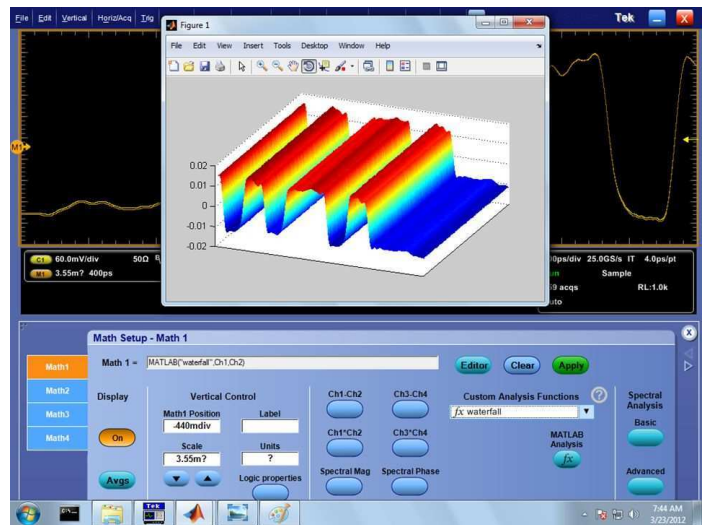 File Edit Vertical Horiz/Acq Trig
Tek
Figure 1
File Edit View Insert Tools Desktop Window Help
0.02
0.01
0
-0.01
-0.02
M1
C1 60.0mV/div 50Ω
M1 3.55m? 400ps
ps/div 25.0GS/s IT 4.0ps/pt
Sample
acqs RL:1.0k
uto
Math Setup - Math 1
Math1
Math2
Math3
Math4
Math 1 = MATLAB("waterfall",Ch1,Ch2)
Editor Clear Apply
Display
On
Avgs
Vertical Control
Math1 Position Label
-440mdiv
Scale Units
3.55m? ?
Logic properties
Ch1-Ch2 Ch3-Ch4
Ch1*Ch2 Ch3*Ch4
Spectral Mag Spectral Phase
Custom Analysis Functions ?
fx waterfall
MATLAB
Analysis
fx
Spectral
Analysis
Basic
Advanced
X
Tek
7:44 AM
3/23/2012